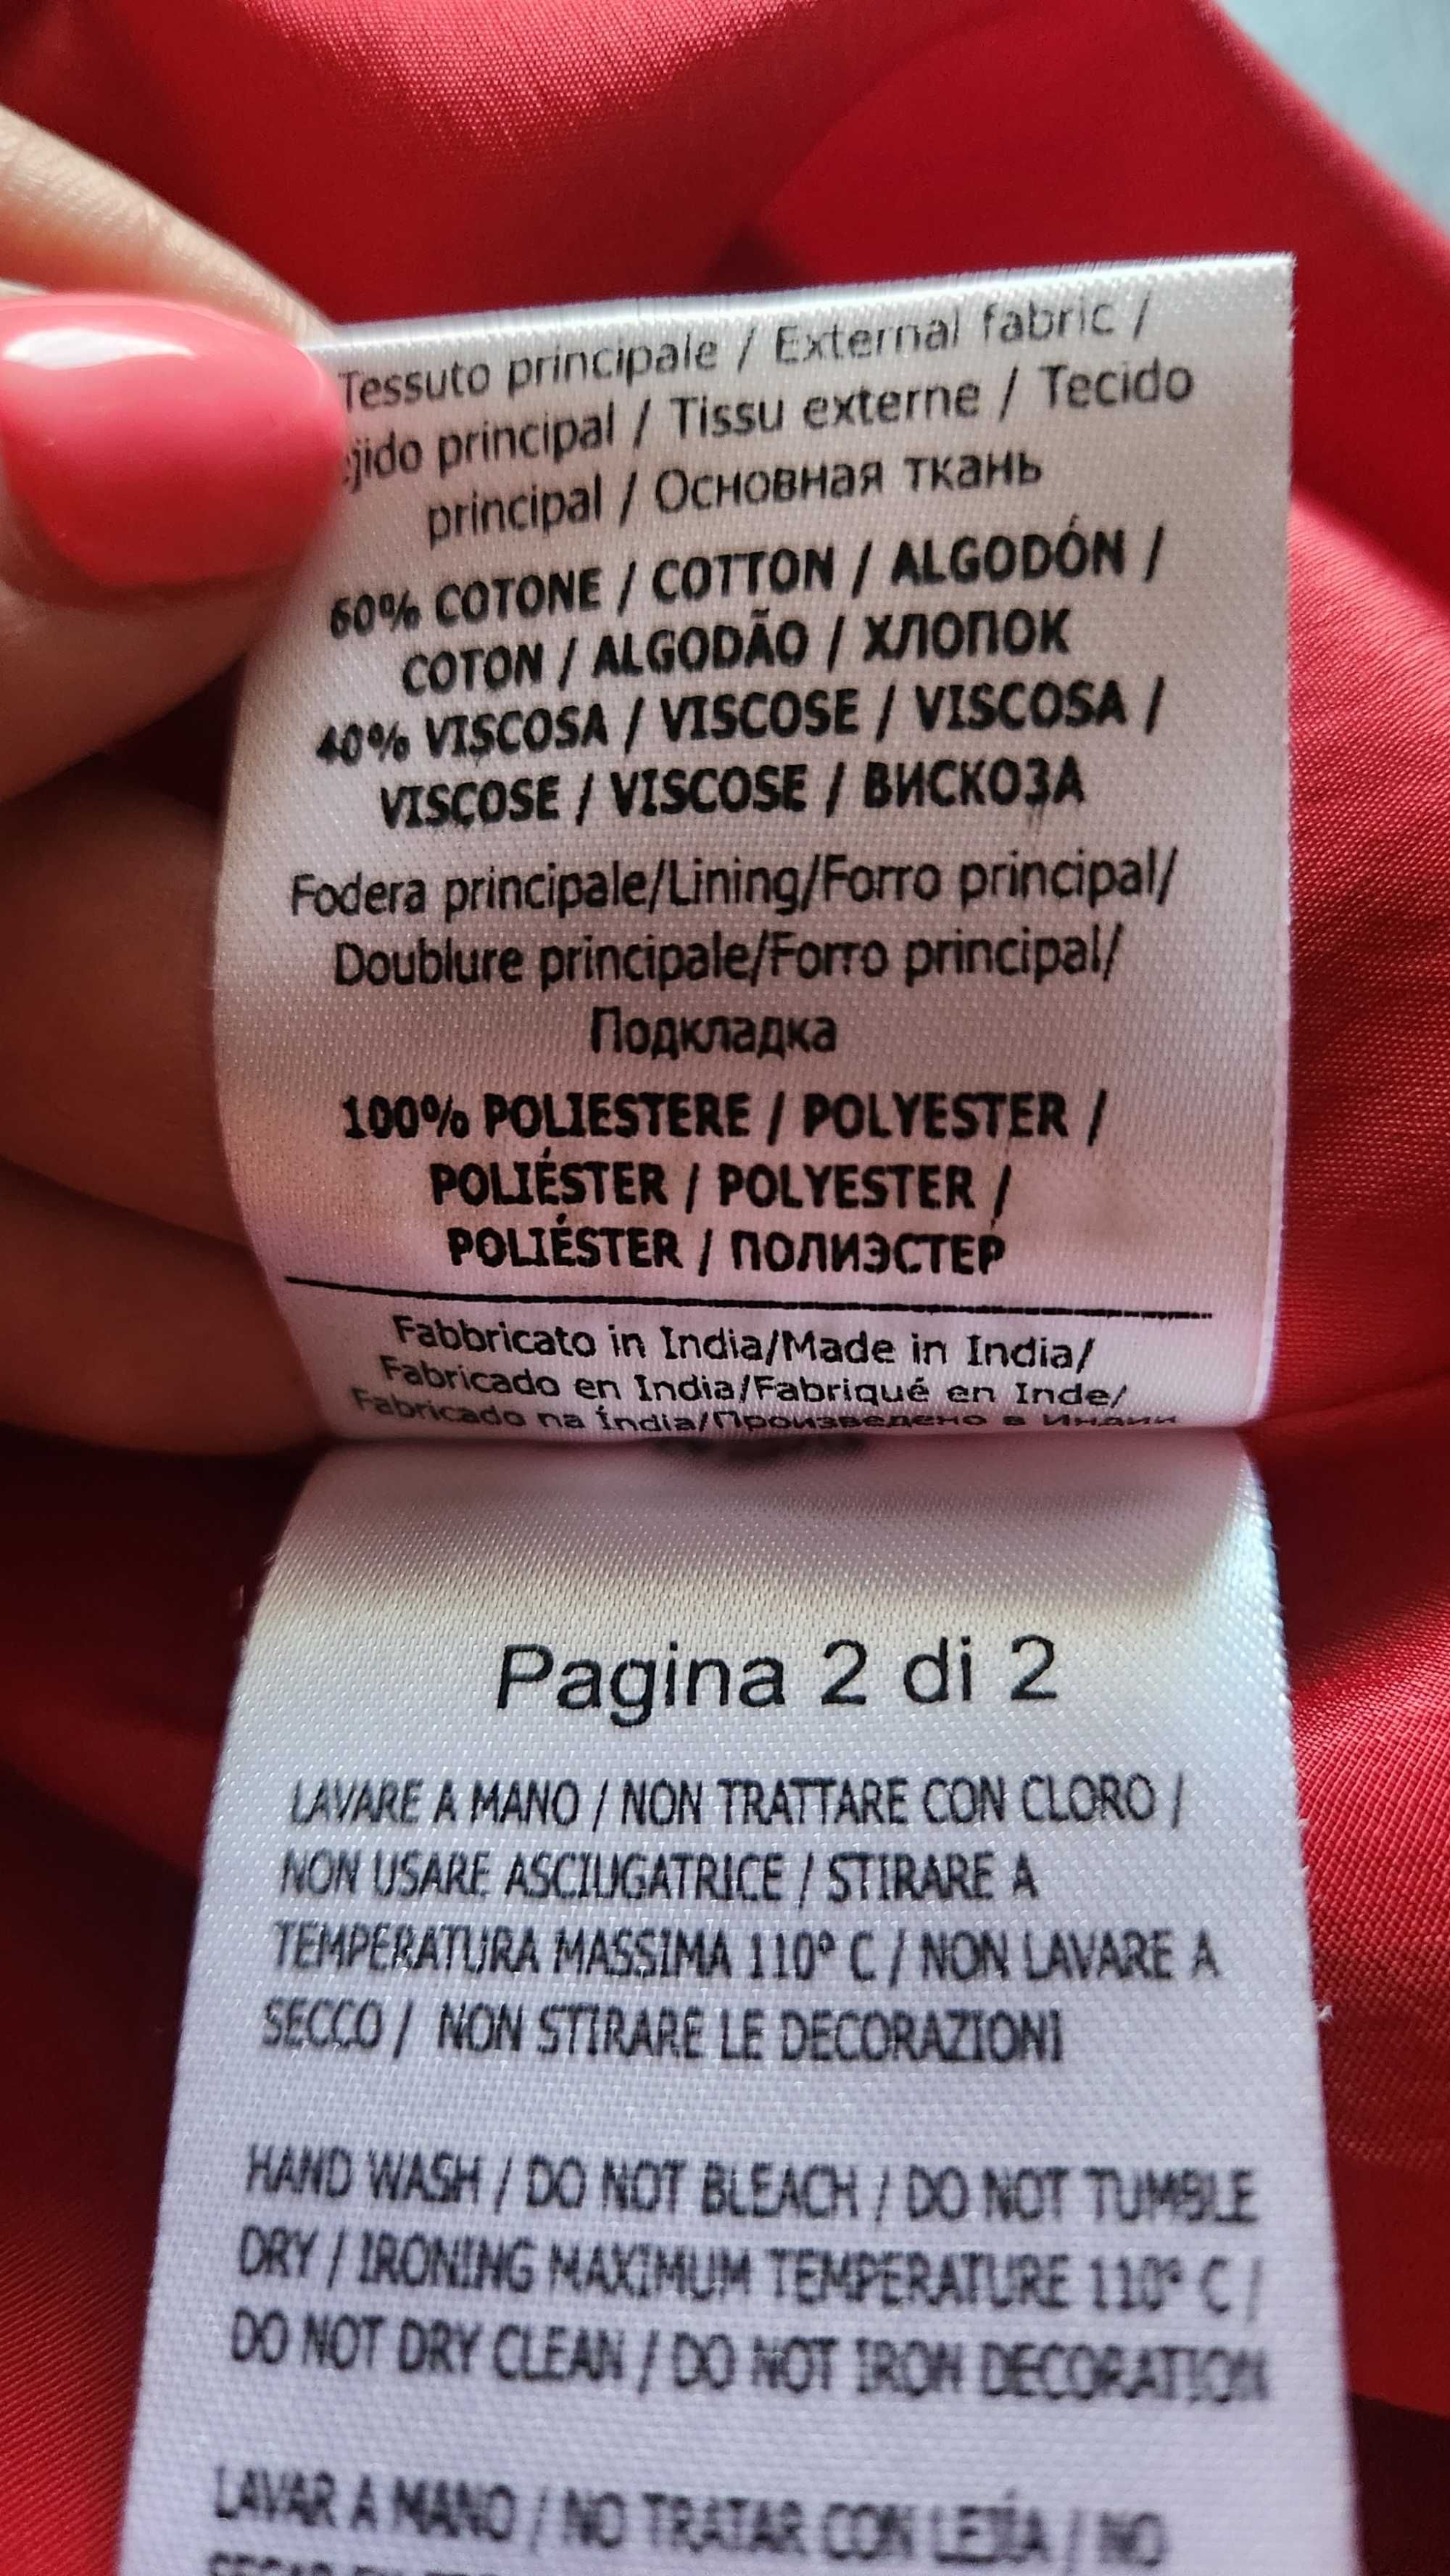 Tessuto principale / External fabric /
jido principal / Tissu externe / Tecido
principal / Основная ткань
60% COTONE / COTTON / ALGODÓN /
COTON / ALGODÃO / ХЛОПОК
40% VISCOSA / VISCOSE / VISCOSA /
VISCOSE / VISCOSE / ВИСКОЗА
Fodera principale/Lining/Forro principal/
Doublure principale/Forro principal/
Подкладка
100% POLIESTERE / POLYESTER /
POLIÉSTER / POLYESTER /
POLIÉSTER / ПОЛИЭСТЕР
Fabbricato in India/Made in India/
Fabricado en India/Fabriqué en Inde/
Fabricado na Índia/Произведено в Индии
Pagina 2 di 2
LAVARE A MANO / NON TRATTARE CON CLORO /
NON USARE ASCIUGATRICE / STIRARE A
TEMPERATURA MASSIMA 110° C / NON LAVARE A
SECCO / NON STIRARE LE DECORAZIONI
HAND WASH / DO NOT BLEACH / DO NOT TUMBLE
DRY / IRONING MAXIMUM TEMPERATURE 110° C /
DO NOT DRY CLEAN / DO NOT IRON DECORATION
LAVAR A MANO / NO TRATAR CON LEJÍA / NO